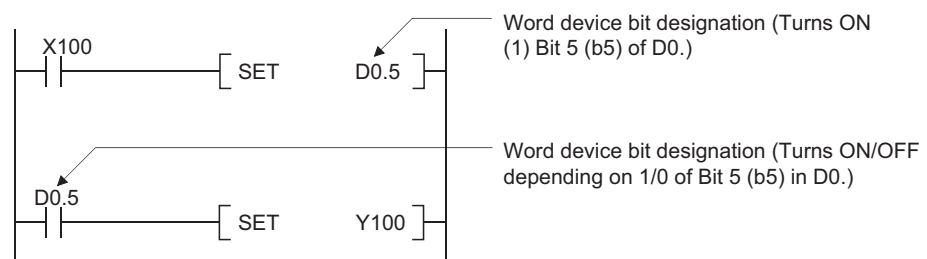 Word device bit designation (Turns ON
(1) Bit 5 (b5) of D0.)
X100
SET D0.5
Word device bit designation (Turns ON/OFF
depending on 1/0 of Bit 5 (b5) in D0.)
D0.5
SET Y100